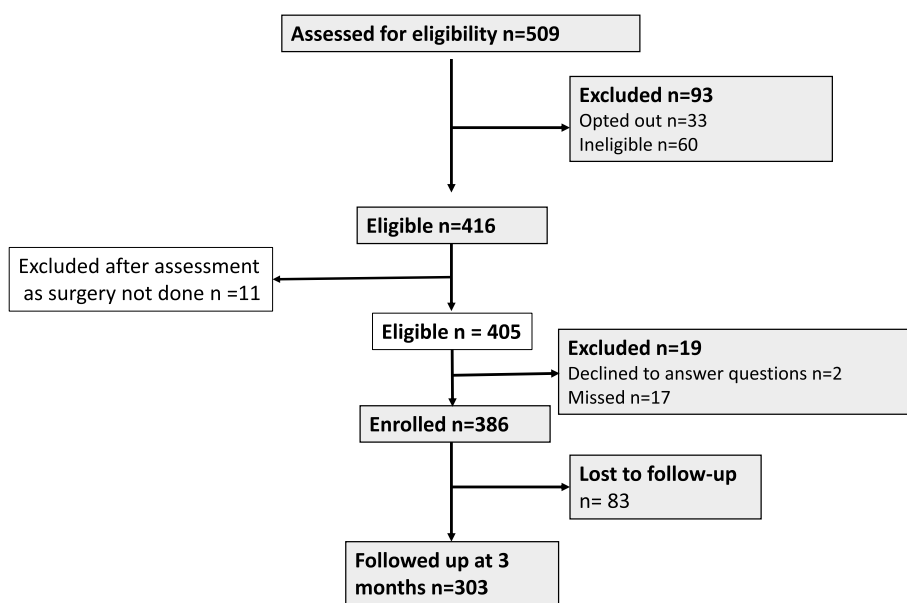 Assessed for eligibility n=509
Excluded n=93
Opted out n=33
Ineligible n=60
Eligible n=416
Excluded after assessment
as surgery not done n =11
Eligible n = 405
Excluded n=19
Declined to answer questions n=2
Missed n=17
Enrolled n=386
Lost to follow-up
n= 83
Followed up at 3
months n=303